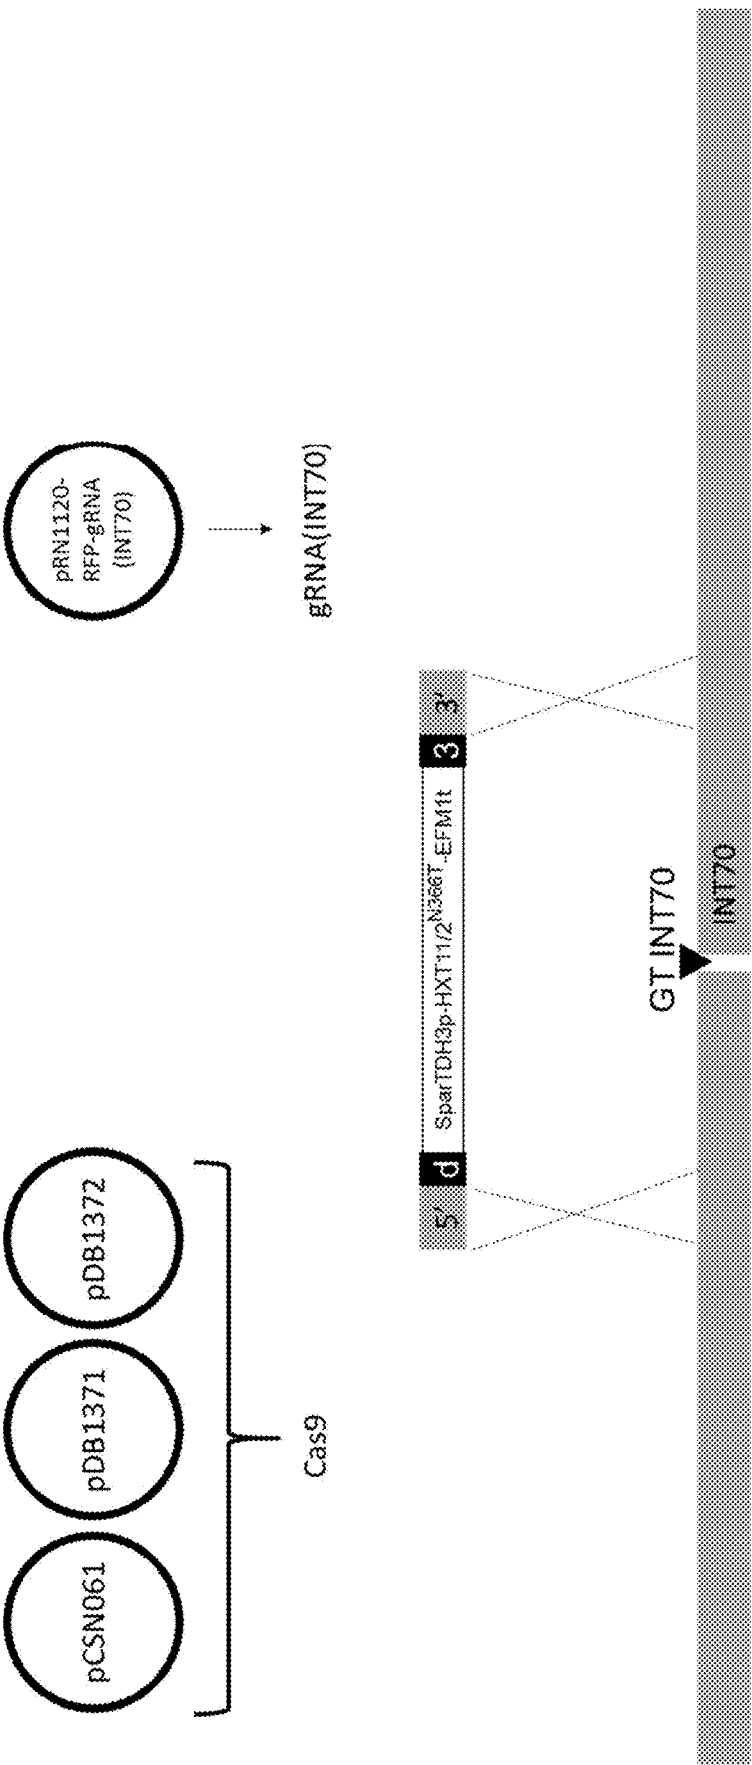 pCSN061
pDB1371
pDB1372
Cas9
pRN1120-
RFP-gRNA
(INT70)
gRNA(INT70)
5'
d
SparTDH3p-HXT11/2N366T-EFM1t
3
3'
GT INT70
INT70